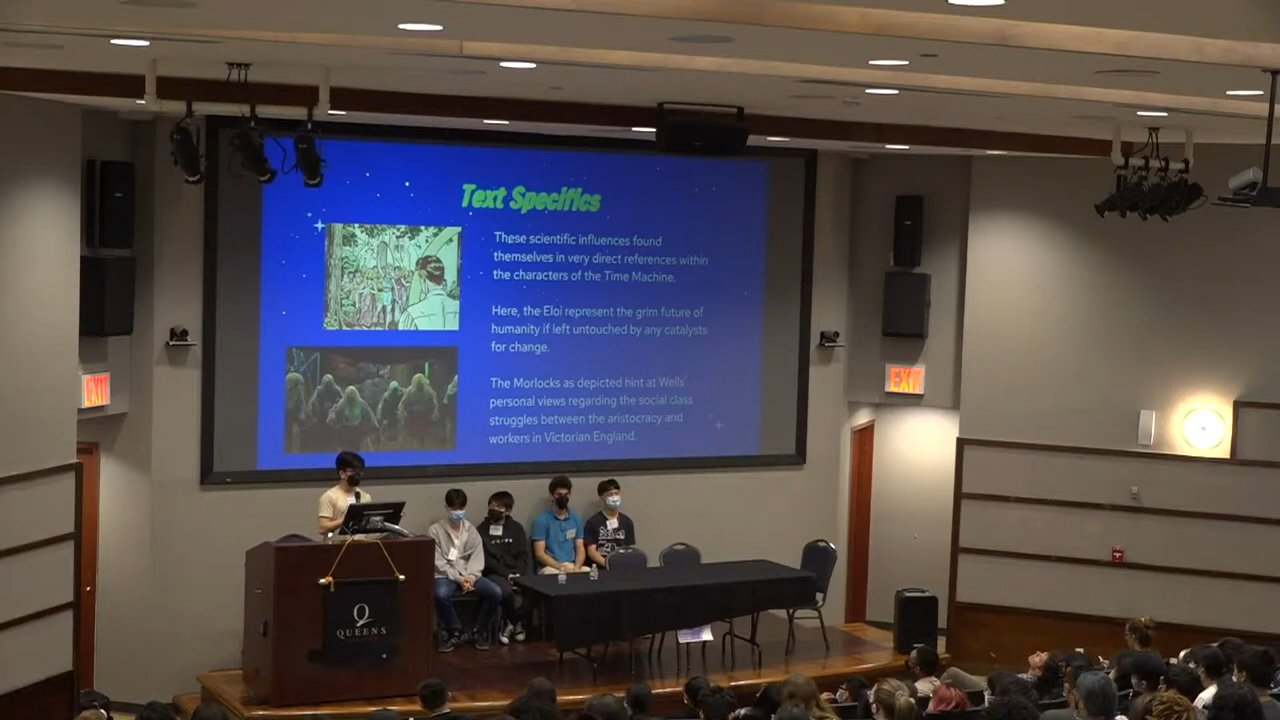 Text Specifics
These scientific influences found
themselves in very direct references within
the characters of the Time Machine.
Here, the Eloi represent the grim future of
humanity if left untouched by any catalysts
for change.
The Morlocks as depicted hint at Wells'
personal views regarding the social class
struggles between the aristocracy and
workers in Victorian England.
EXIT
EXIT
Q
QUEENS